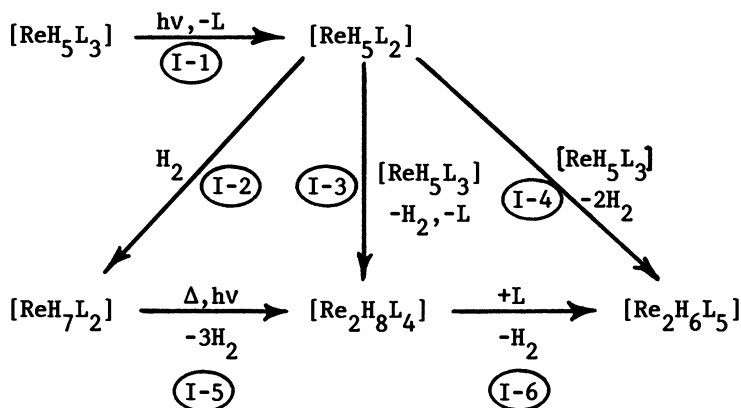 [ReH₅L₃] hν,-L [ReH₅L₂]
I-1
H₂ I-2 I-3 [ReH₅L₃] -H₂,-L I-4 [ReH₅L₃] -2H₂
[ReH₇L₂] Δ,hν [Re₂H₈L₄] +L [Re₂H₆L₅]
-3H₂ -H₂
I-5 I-6